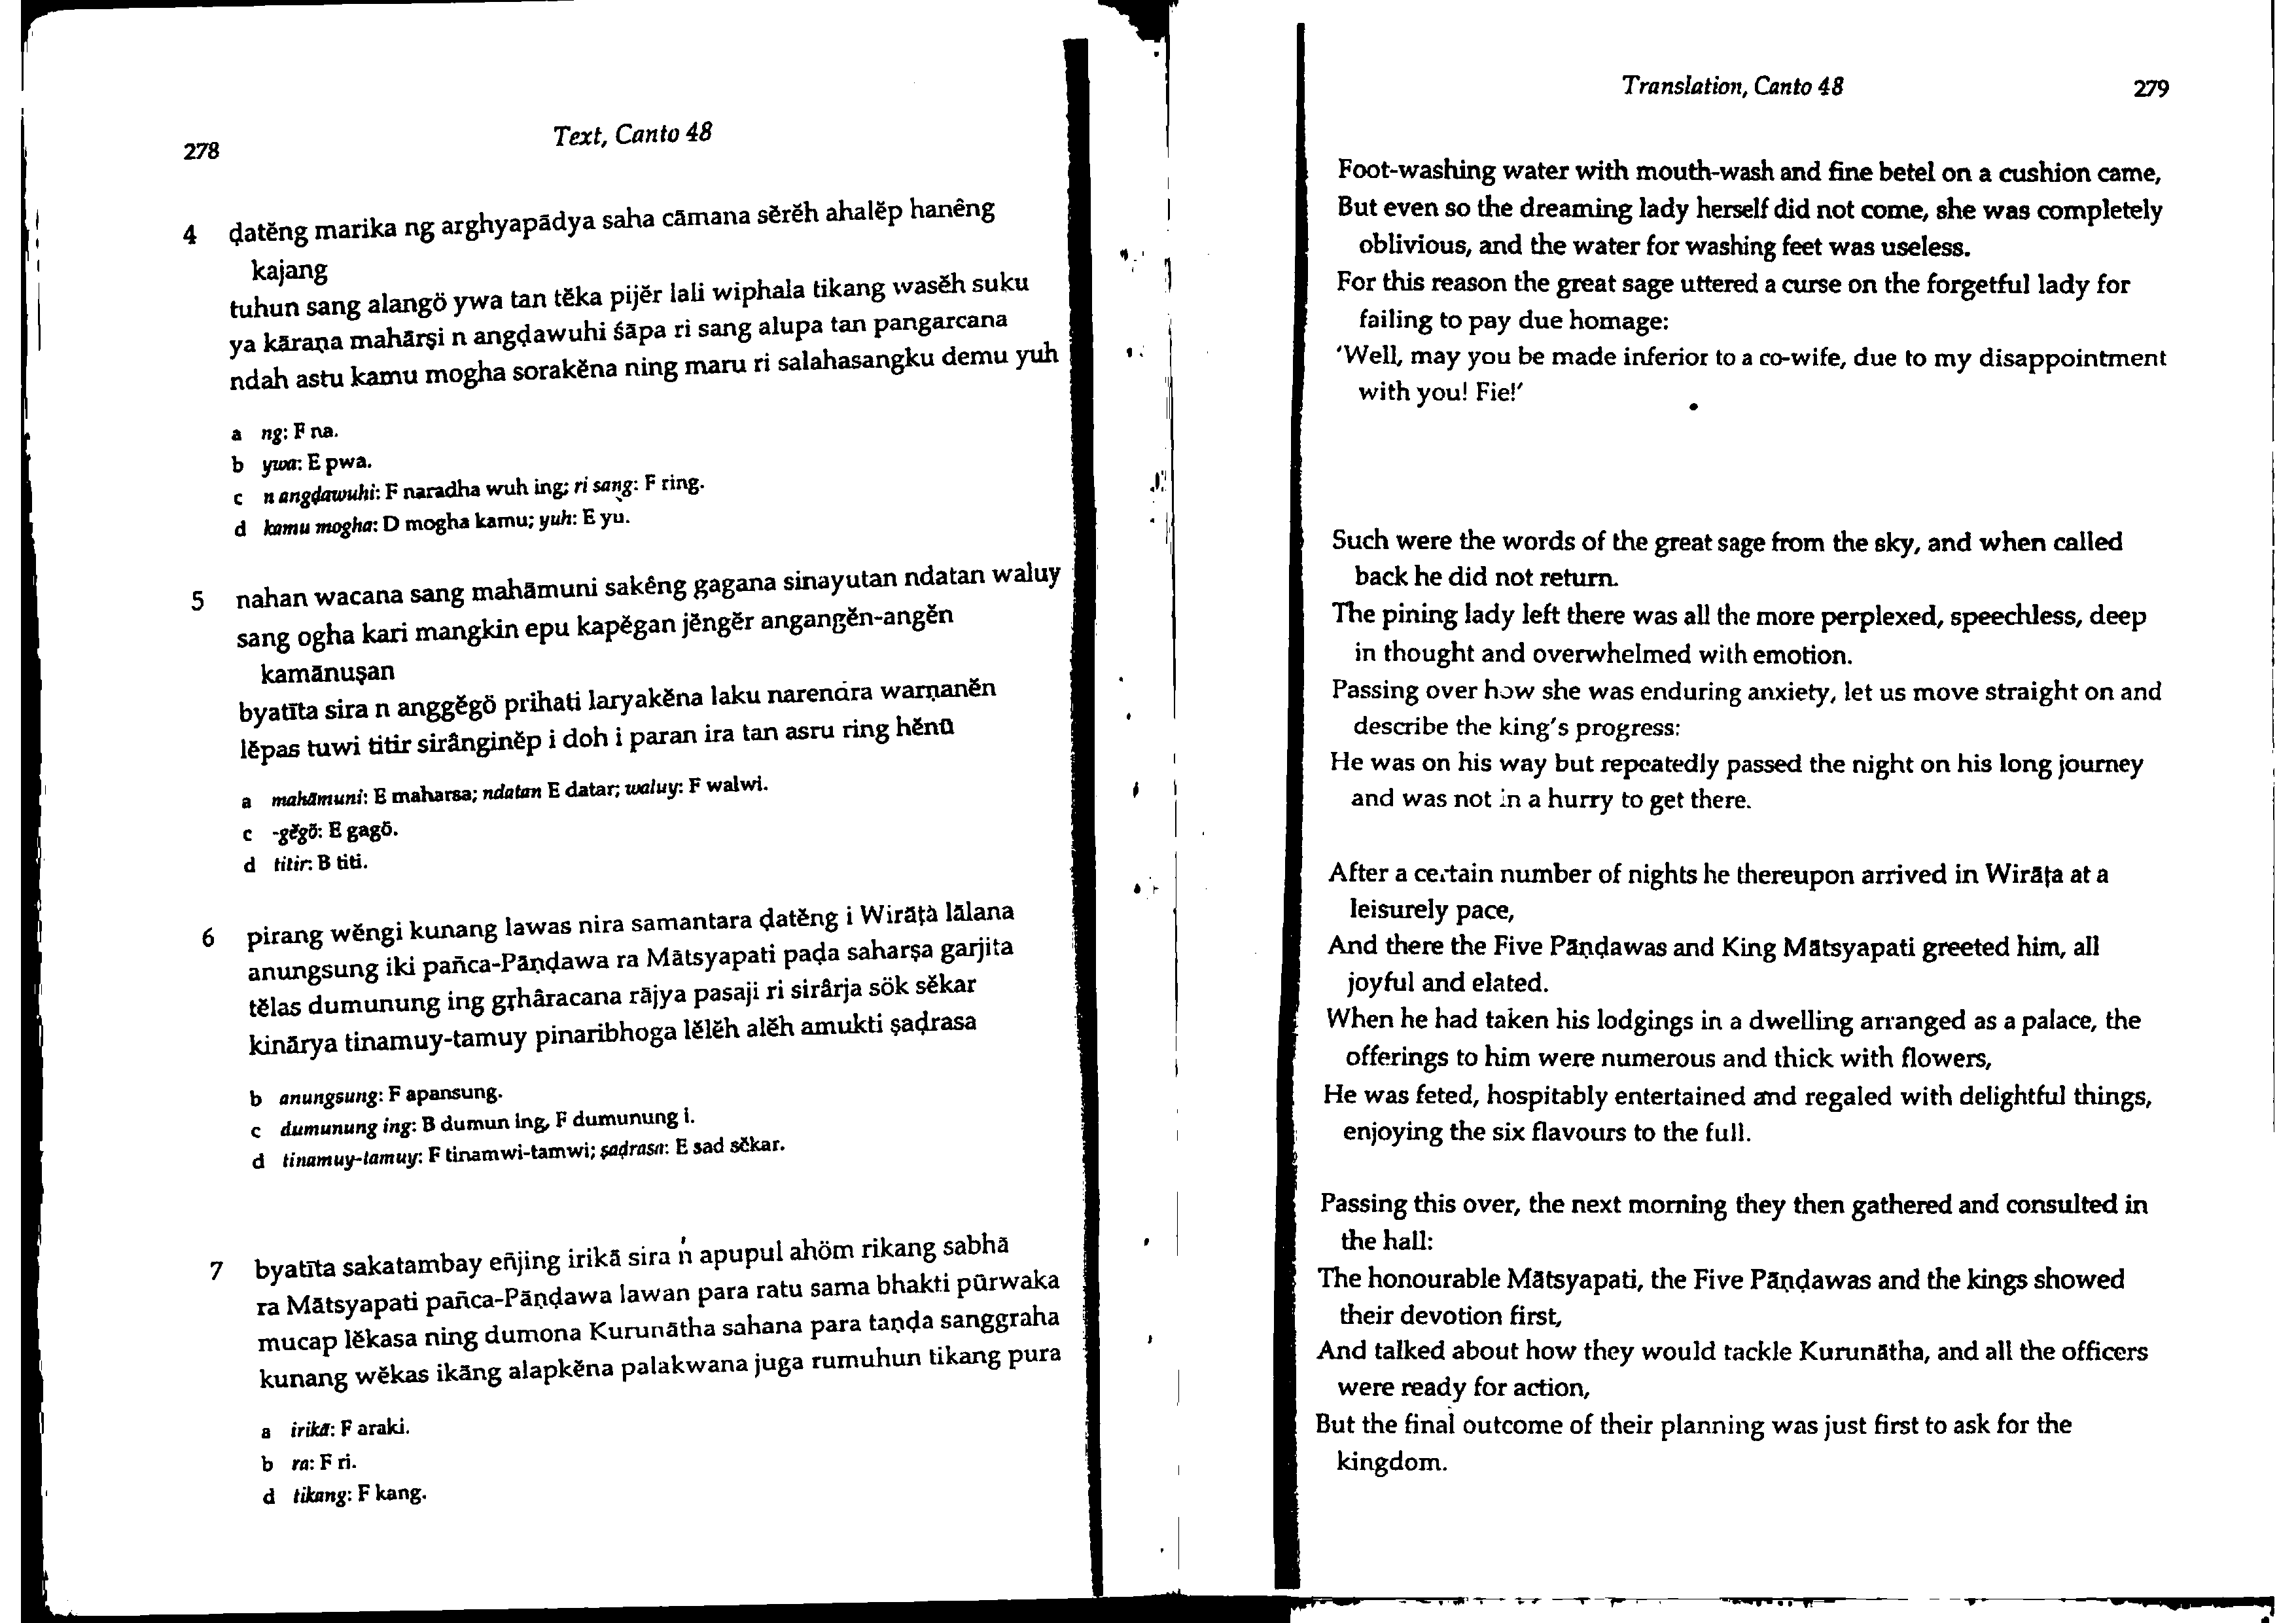 278
Text, Canto 48
4 ḍatĕng marika ng arghyapādya saha cāmana sĕrĕh ahalĕp hanêng
kajang
tuhun sang alangö ywa tan tĕka pijĕr lali wiphala tikang wasĕh suku
ya kāraṇa mahārṣi n angḍawuhi śāpa ri sang alupa tan pangarcana
ndah astu kamu mogha sorakĕna ning maru ri salahasangku demu yuh
a ng: F na.
b ywa: E pwa.
c n angḍawuhi: F naradha wuh ing; ri sang: F ring.
d kamu mogha: D mogha kamu; yuh: E yu.
5 nahan wacana sang mahāmuni sakêng gagana sinayutan ndatan waluy
sang ogha kari mangkin epu kapĕgan jĕngĕr angangĕn-angĕn
kamānuṣan
byatīta sira n anggĕgö prihati laryakĕna laku narendra warṇanĕn
lĕpas tuwi titir sirânginĕp i doh i paran ira tan asru ring hĕnū
a mahāmuni: E maharsa; ndatan E datar; waluy: F walwi.
c -gĕgö: E gagö.
d titir: B titi.
6 pirang wĕngi kunang lawas nira samantara ḍatĕng i Wirāṭa lālana
anungsung iki pañca-Pāṇḍawa ra Mātsyapati paḍa saharṣa garjita
tĕlas dumunung ing gṛhâracana rājya pasaji ri sirârja sök sĕkar
kinārya tinamuy-tamuy pinaribhoga lĕlĕh alĕh amukti ṣaḍrasa
b anungsung: F apansung.
c dumunung ing: B dumun ing, F dumunung i.
d tinamuy-tamuy: F tinamwi-tamwi; ṣaḍrasa: E sad sĕkar.
7 byatīta sakatambay eñjing irikā sira n apupul ahöm rikang sabhā
ra Mātsyapati pañca-Pāṇḍawa lawan para ratu sama bhakti pūrwaka
mucap lĕkasa ning dumona Kurunātha sahana para taṇḍa sanggraha
kunang wĕkas ikāng alapkĕna palakwana juga rumuhun tikang pura
a irikā: F araki.
b ra: F ri.
d tikang: F kang.
Translation, Canto 48
279
Foot-washing water with mouth-wash and fine betel on a cushion came,
But even so the dreaming lady herself did not come, she was completely
oblivious, and the water for washing feet was useless.
For this reason the great sage uttered a curse on the forgetful lady for
failing to pay due homage:
‘Well, may you be made inferior to a co-wife, due to my disappointment
with you! Fie!’
Such were the words of the great sage from the sky, and when called
back he did not return.
The pining lady left there was all the more perplexed, speechless, deep
in thought and overwhelmed with emotion.
Passing over how she was enduring anxiety, let us move straight on and
describe the king’s progress:
He was on his way but repeatedly passed the night on his long journey
and was not in a hurry to get there.
After a certain number of nights he thereupon arrived in Wirāṭa at a
leisurely pace,
And there the Five Pāṇḍawas and King Mātsyapati greeted him, all
joyful and elated.
When he had taken his lodgings in a dwelling arranged as a palace, the
offerings to him were numerous and thick with flowers,
He was feted, hospitably entertained and regaled with delightful things,
enjoying the six flavours to the full.
Passing this over, the next morning they then gathered and consulted in
the hall:
The honourable Mātsyapati, the Five Pāṇḍawas and the kings showed
their devotion first,
And talked about how they would tackle Kurunātha, and all the officers
were ready for action,
But the final outcome of their planning was just first to ask for the
kingdom.